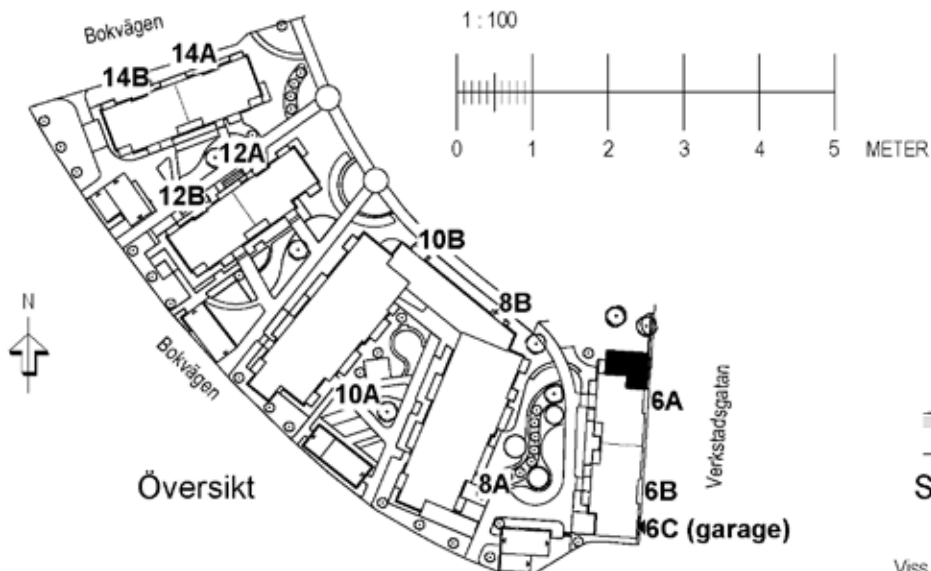 Bokvägen
1 : 100
14A
14B
0 1 2 3 4 5 METER
12A
12B
10B
N
8B
Bokvägen
10A
6A
Verkstadsgatan
8A
Översikt
6B
S
6C (garage)
Viss